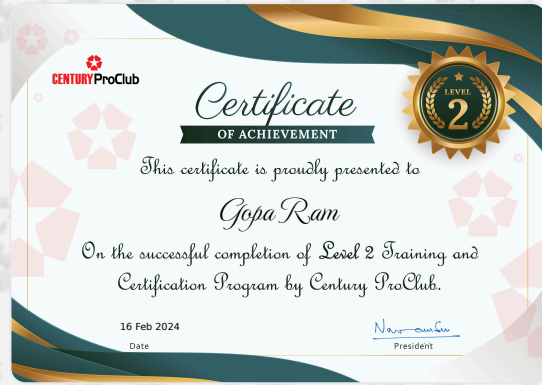 CENTURY ProClub
Certificate
OF ACHIEVEMENT
LEVEL
2
This certificate is proudly presented to
Gopa Ram
On the successful completion of Level 2 Training and
Certification Program by Century ProClub.
16 Feb 2024
Date
President